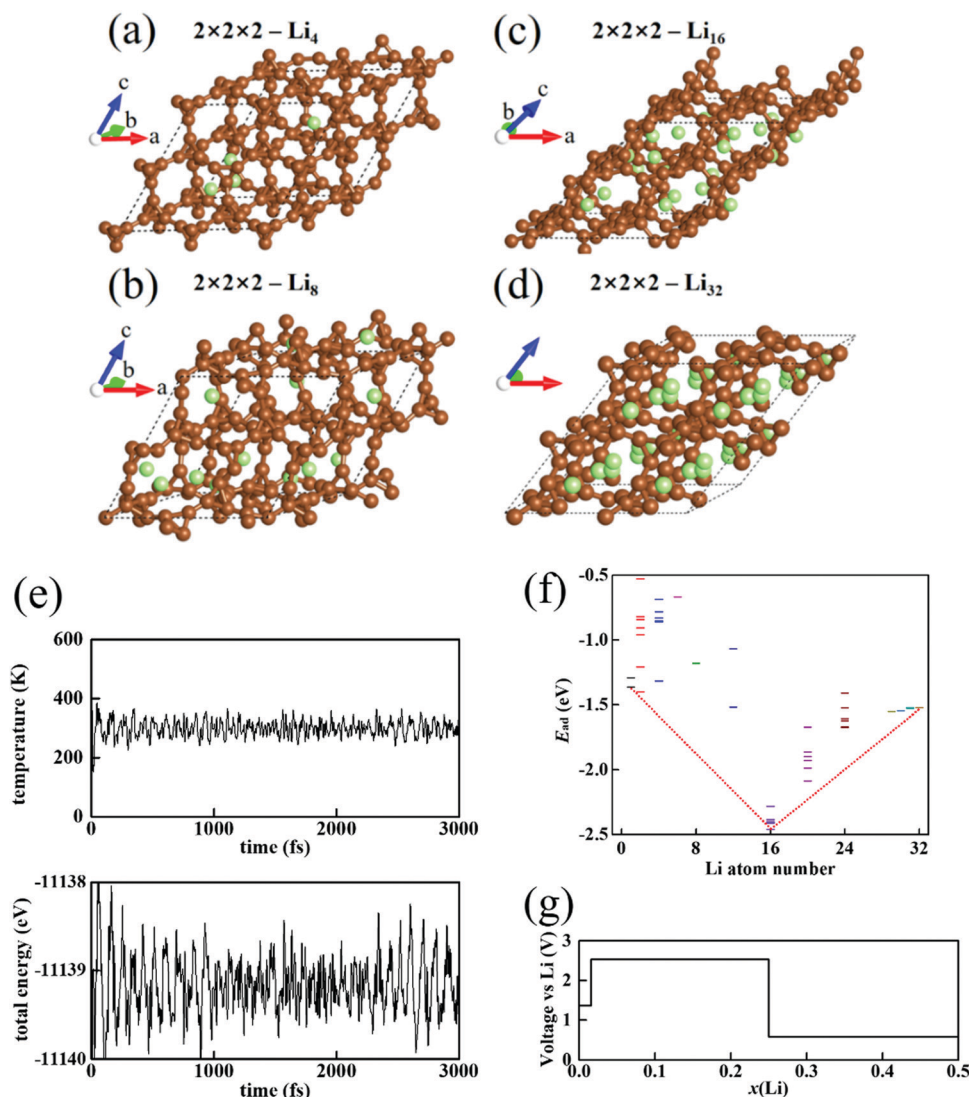 (a) 2×2×2 – Li₄
c
b
a
(c) 2×2×2 – Li₁₆
c
b
a
(b) 2×2×2 – Li₈
c
b
a
(d) 2×2×2 – Li₃₂
(e)
600
400
200
0
temperature (K)
0 1000 2000 3000
time (fs)
-11138
-11139
-11140
total energy (eV)
0 1000 2000 3000
time (fs)
(f)
-0.5
-1.0
-1.5
-2.0
-2.5
E_ad (eV)
0 8 16 24 32
Li atom number
(g)
3
2
1
0
Voltage vs Li (V)
0.0 0.1 0.2 0.3 0.4 0.5
x(Li)